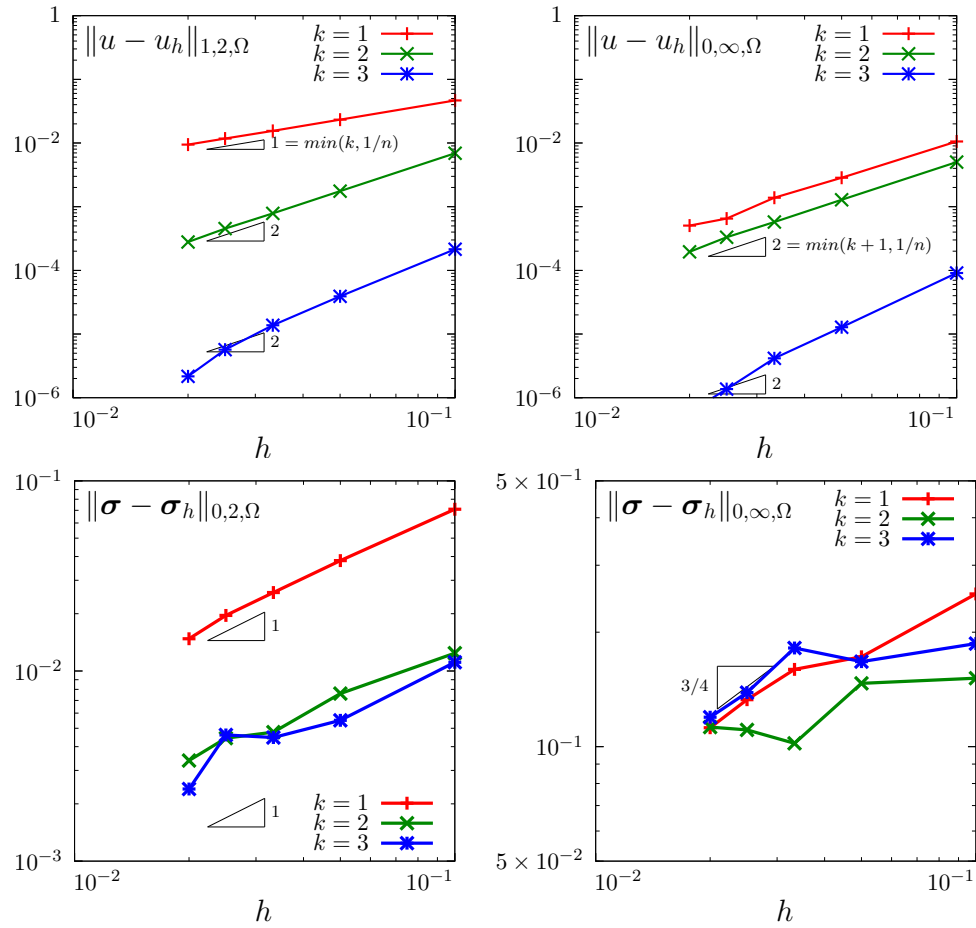 ‖u − u_h‖_{1,2,Ω}
k = 1
k = 2
k = 3
1
10^{−2}
10^{−4}
10^{−6}
1 = min(k, 1/n)
2
2
10^{−2}
10^{−1}
h
‖u − u_h‖_{0,∞,Ω}
k = 1
k = 2
k = 3
1
10^{−2}
10^{−4}
10^{−6}
2 = min(k + 1, 1/n)
2
10^{−2}
10^{−1}
h
‖σ − σ_h‖_{0,2,Ω}
10^{−1}
10^{−2}
10^{−3}
1
1
k = 1
k = 2
k = 3
10^{−2}
10^{−1}
h
‖σ − σ_h‖_{0,∞,Ω}
k = 1
k = 2
k = 3
5 × 10^{−1}
10^{−1}
5 × 10^{−2}
3/4
10^{−2}
10^{−1}
h